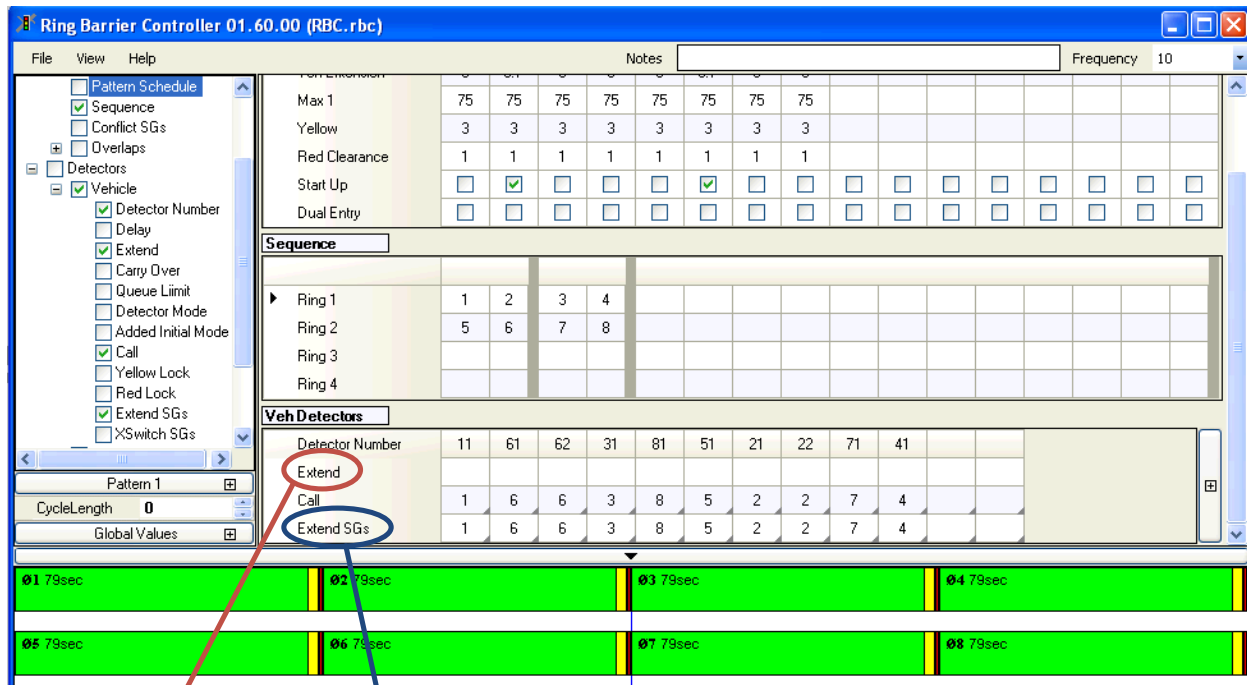 Ring Barrier Controller 01.60.00 (RBC.rbc)
File View Help Notes Frequency 10
Pattern Schedule
Sequence
Conflict SGs
Overlaps
Detectors
Vehicle
Detector Number
Delay
Extend
Carry Over
Queue Liimit
Detector Mode
Added Initial Mode
Call
Yellow Lock
Red Lock
Extend SGs
XSwitch SGs
Pattern 1
CycleLength 0
Global Values
Max 1 75 75 75 75 75 75 75 75
Yellow 3 3 3 3 3 3 3 3
Red Clearance 1 1 1 1 1 1 1 1
Start Up
Dual Entry
Sequence
Ring 1 1 2 3 4
Ring 2 5 6 7 8
Ring 3
Ring 4
Veh Detectors
Detector Number 11 61 62 31 81 51 21 22 71 41
Extend
Call 1 6 6 3 8 5 2 2 7 4
Extend SGs 1 6 6 3 8 5 2 2 7 4
Ø1 79sec Ø2 79sec Ø3 79sec Ø4 79sec
Ø5 79sec Ø6 79sec Ø7 79sec Ø8 79sec